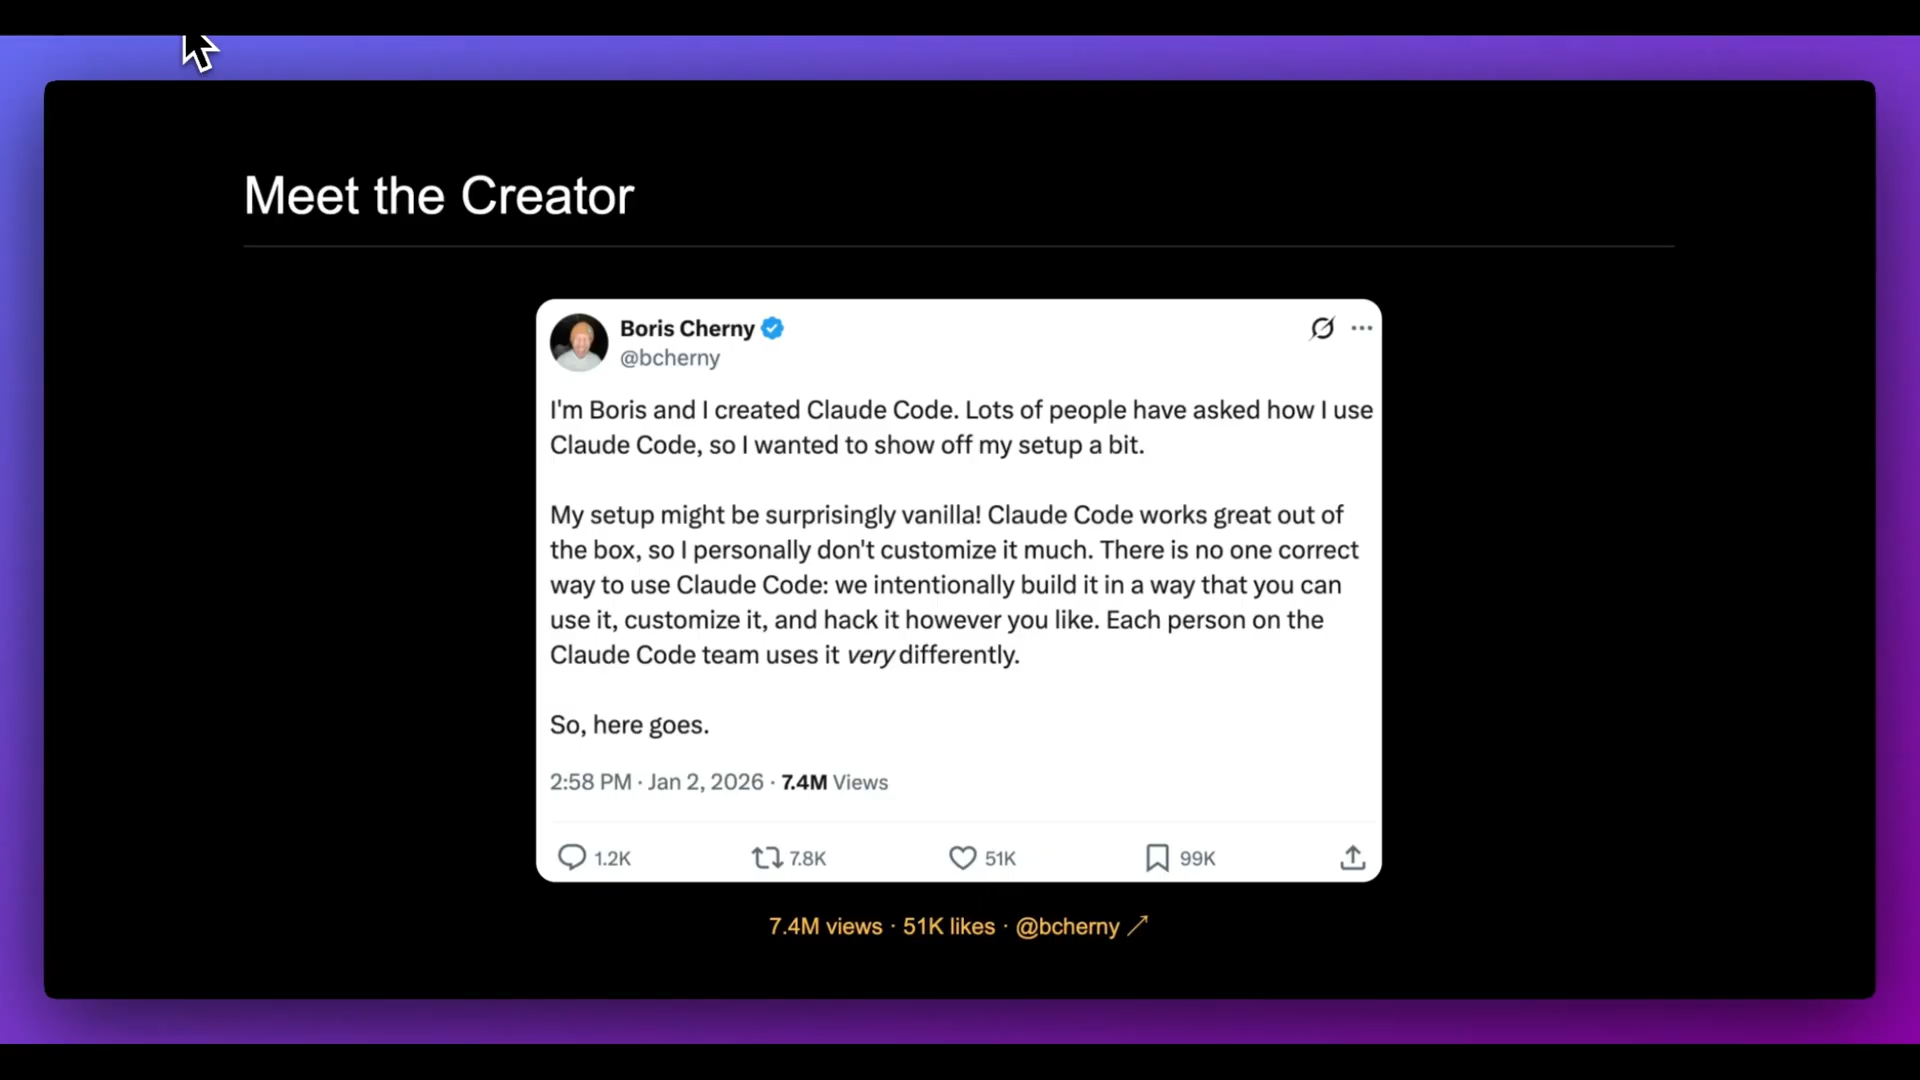 Meet the Creator
Boris Cherny
@bcherny
I'm Boris and I created Claude Code. Lots of people have asked how I use
Claude Code, so I wanted to show off my setup a bit.
My setup might be surprisingly vanilla! Claude Code works great out of
the box, so I personally don't customize it much. There is no one correct
way to use Claude Code: we intentionally build it in a way that you can
use it, customize it, and hack it however you like. Each person on the
Claude Code team uses it very differently.
So, here goes.
2:58 PM · Jan 2, 2026 · 7.4M Views
1.2K 7.8K 51K 99K
7.4M views · 51K likes · @bcherny ↗